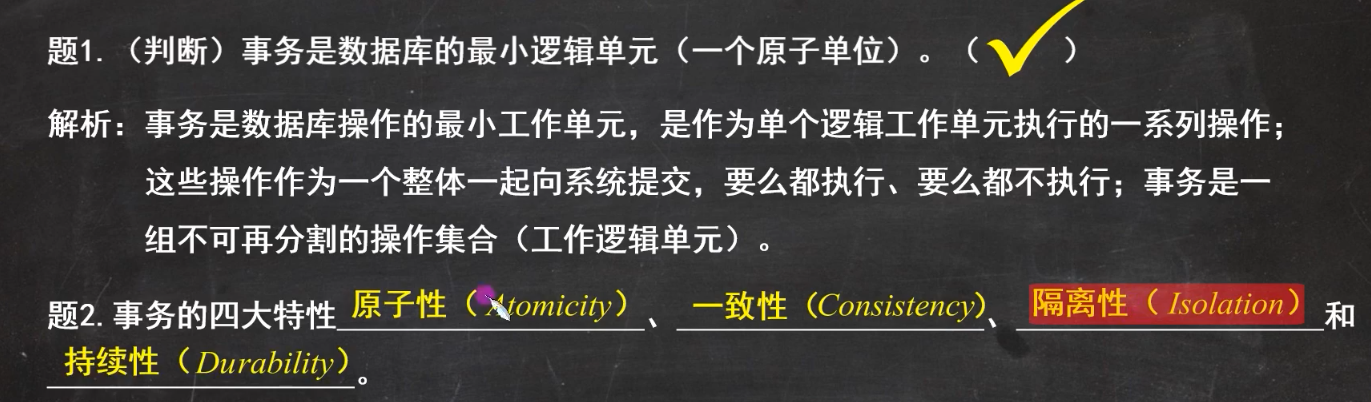 题1.（判断）事务是数据库的最小逻辑单元（一个原子单位）。（✓）
解析：事务是数据库操作的最小工作单元，是作为单个逻辑工作单元执行的一系列操作；
这些操作作为一个整体一起向系统提交，要么都执行、要么都不执行；事务是一
组不可再分割的操作集合（工作逻辑单元）。
题2.事务的四大特性原子性（Atomicity）、一致性（Consistency）、隔离性（Isolation）和
持续性（Durability）。